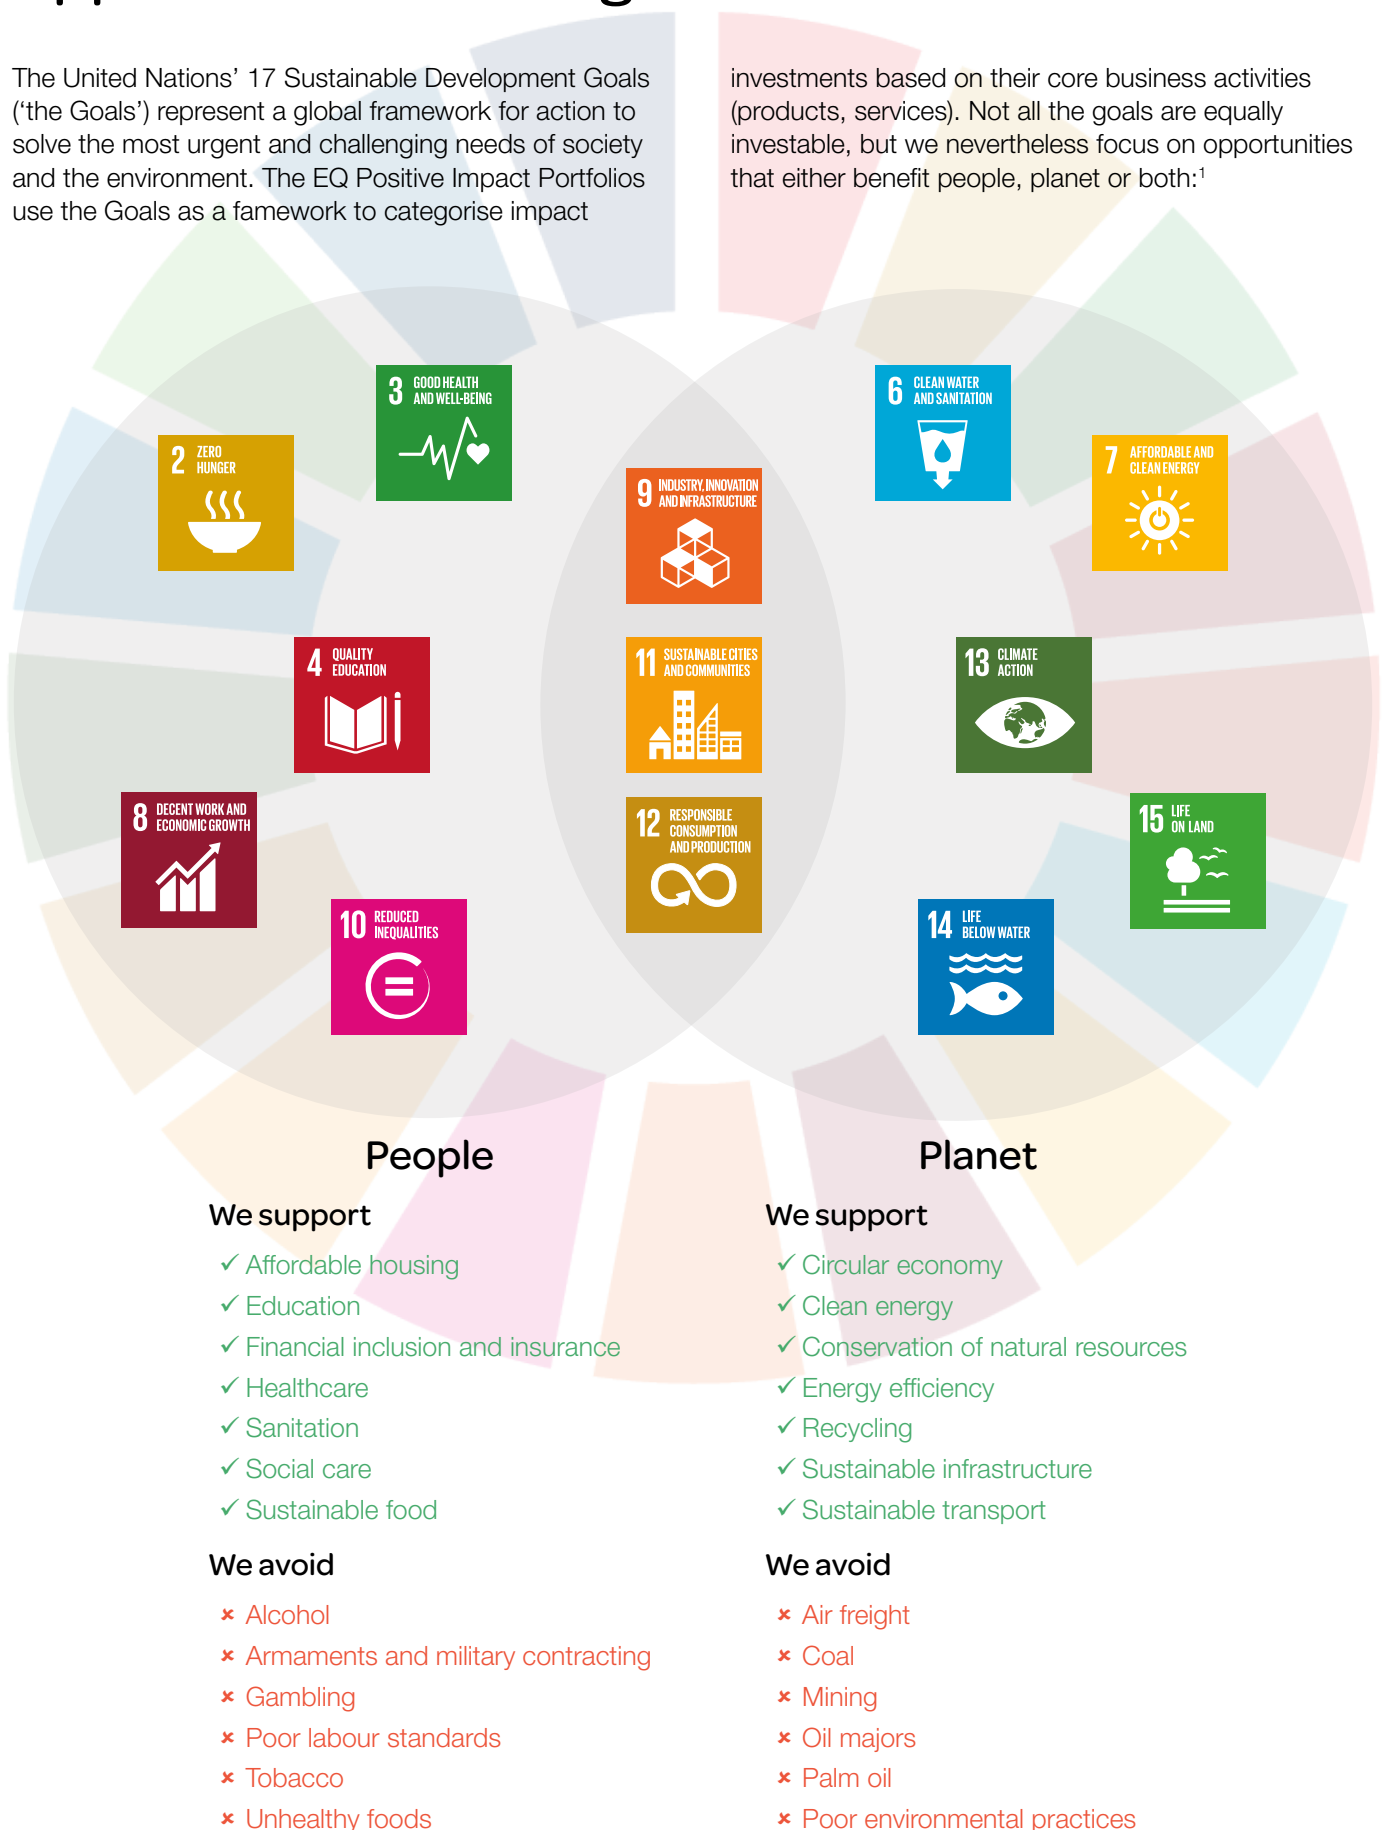 The United Nations' 17 Sustainable Development Goals
('the Goals') represent a global framework for action to
solve the most urgent and challenging needs of society
and the environment. The EQ Positive Impact Portfolios
use the Goals as a famework to categorise impact
investments based on their core business activities
(products, services). Not all the goals are equally
investable, but we nevertheless focus on opportunities
that either benefit people, planet or both:1
3 GOOD HEALTH
AND WELL-BEING
6 CLEAN WATER
AND SANITATION
2 ZERO
HUNGER
7 AFFORDABLE AND
CLEAN ENERGY
9 INDUSTRY, INNOVATION
AND INFRASTRUCTURE
4 QUALITY
EDUCATION
11 SUSTAINABLE CITIES
AND COMMUNITIES
13 CLIMATE
ACTION
8 DECENT WORK AND
ECONOMIC GROWTH
12 RESPONSIBLE
CONSUMPTION
AND PRODUCTION
15 LIFE
ON LAND
10 REDUCED
INEQUALITIES
14 LIFE
BELOW WATER
People
We support
✓ Affordable housing
✓ Education
✓ Financial inclusion and insurance
✓ Healthcare
✓ Sanitation
✓ Social care
✓ Sustainable food
We avoid
× Alcohol
× Armaments and military contracting
× Gambling
× Poor labour standards
× Tobacco
× Unhealthy foods
Planet
We support
✓ Circular economy
✓ Clean energy
✓ Conservation of natural resources
✓ Energy efficiency
✓ Recycling
✓ Sustainable infrastructure
✓ Sustainable transport
We avoid
× Air freight
× Coal
× Mining
× Oil majors
× Palm oil
× Poor environmental practices